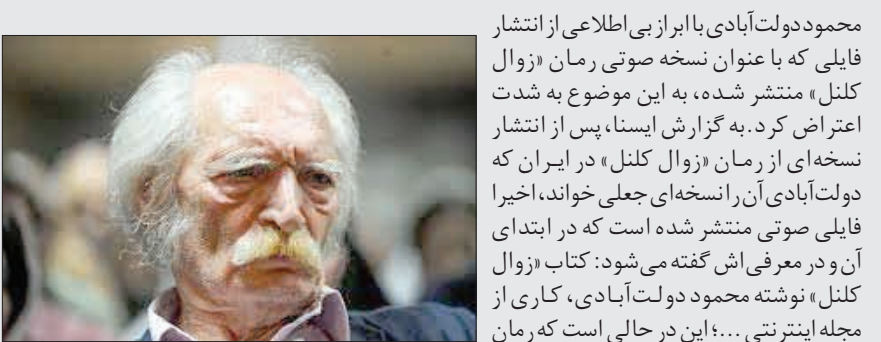 محمود دولت‌آبادی با ابراز بی‌اطلاعی از انتشار
فایلی که با عنوان نسخه صوتی رمان «زوال
کلنل» منتشر شده، به این موضوع به شدت
اعتراض کرد. به گزارش ایسنا، پس از انتشار
نسخه‌ای از رمان «زوال کلنل» در ایران که
دولت‌آبادی آن را نسخه‌ای جعلی خواند، اخیرا
فایلی صوتی منتشر شده است که در ابتدای
آن و در معرفی‌اش گفته می‌شود: کتاب «زوال
کلنل» نوشته محمود دولت‌آبادی، کاری از
مجله اینترنتی ...؛ این در حالی است که رمان